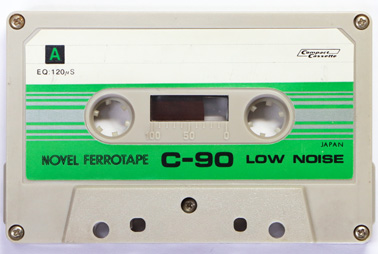 A
Compact
Cassette
EQ:120µS
100 50 0
JAPAN
NOVEL FERROTAPE C-90 LOW NOISE